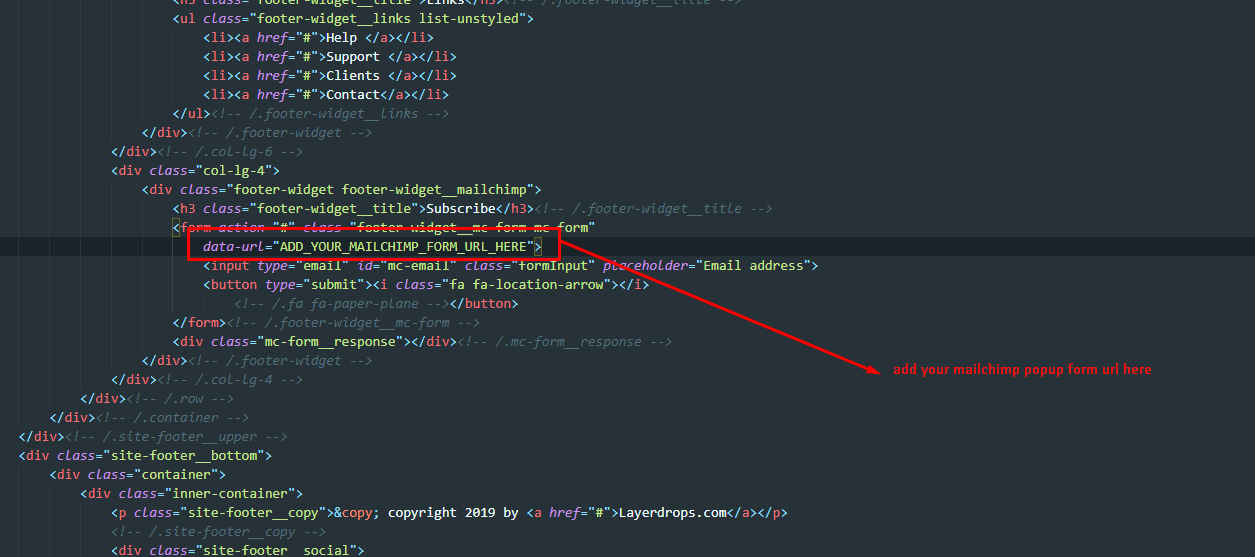 <h3 class="footer-widget__title">Links</h3><!-- /.footer-widget__title -->
<ul class="footer-widget__links list-unstyled">
<li><a href="#">Help </a></li>
<li><a href="#">Support </a></li>
<li><a href="#">Clients </a></li>
<li><a href="#">Contact</a></li>
</ul><!-- /.footer-widget__links -->
</div><!-- /.footer-widget -->
</div><!-- /.col-lg-6 -->
<div class="col-lg-4">
<div class="footer-widget footer-widget__mailchimp">
<h3 class="footer-widget__title">Subscribe</h3><!-- /.footer-widget__title -->
<form action="#" class="footer-widget__mc-form mc-form"
data-url="ADD_YOUR_MAILCHIMP_FORM_URL_HERE">
<input type="email" id="mc-email" class="formInput" placeholder="Email address">
<button type="submit"><i class="fa fa-location-arrow"></i>
<!-- /.fa fa-paper-plane --></button>
</form><!-- /.footer-widget__mc-form -->
<div class="mc-form__response"></div><!-- /.mc-form__response -->
</div><!-- /.footer-widget -->
add your mailchimp popup form url here
</div><!-- /.col-lg-4 -->
</div><!-- /.row -->
</div><!-- /.container -->
</div><!-- /.site-footer__upper -->
<div class="site-footer__bottom">
<div class="container">
<div class="inner-container">
<p class="site-footer__copy">&copy; copyright 2019 by <a href="#">Layerdrops.com</a></p>
<!-- /.site-footer__copy -->
<div class="site-footer__social">